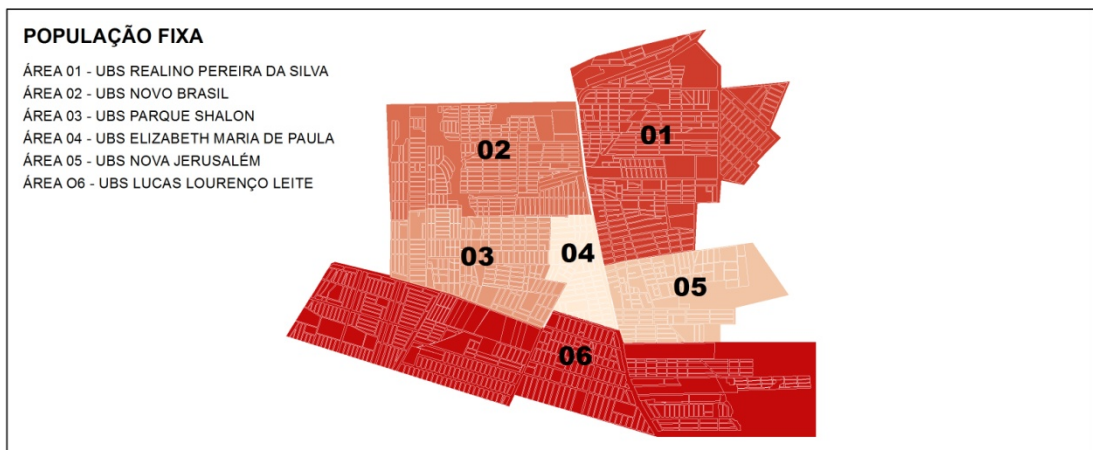 POPULAÇÃO FIXA
ÁREA 01 - UBS REALINO PEREIRA DA SILVA
ÁREA 02 - UBS NOVO BRASIL
ÁREA 03 - UBS PARQUE SHALON
ÁREA 04 - UBS ELIZABETH MARIA DE PAULA
ÁREA 05 - UBS NOVA JERUSALÉM
ÁREA O6 - UBS LUCAS LOURENÇO LEITE
01
02
03
04
05
06